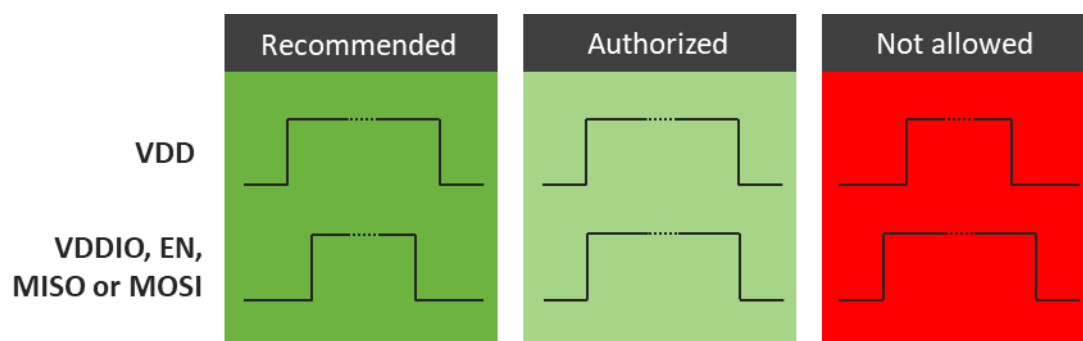 Recommended
Authorized
Not allowed
VDD
VDDIO, EN,
MISO or MOSI